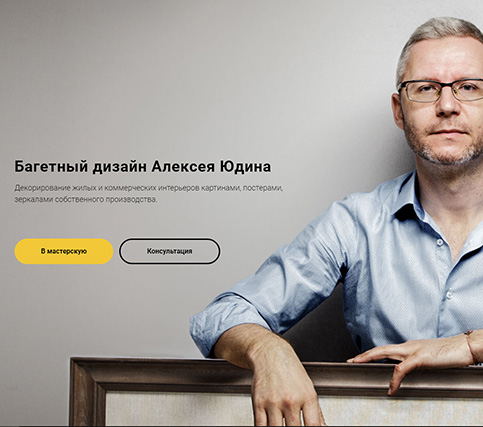 Багетный дизайн Алексея Юдина
Декорирование жилых и коммерческих интерьеров картинами, постерами,
зеркалами собственного производства.
В мастерскую
Консультация